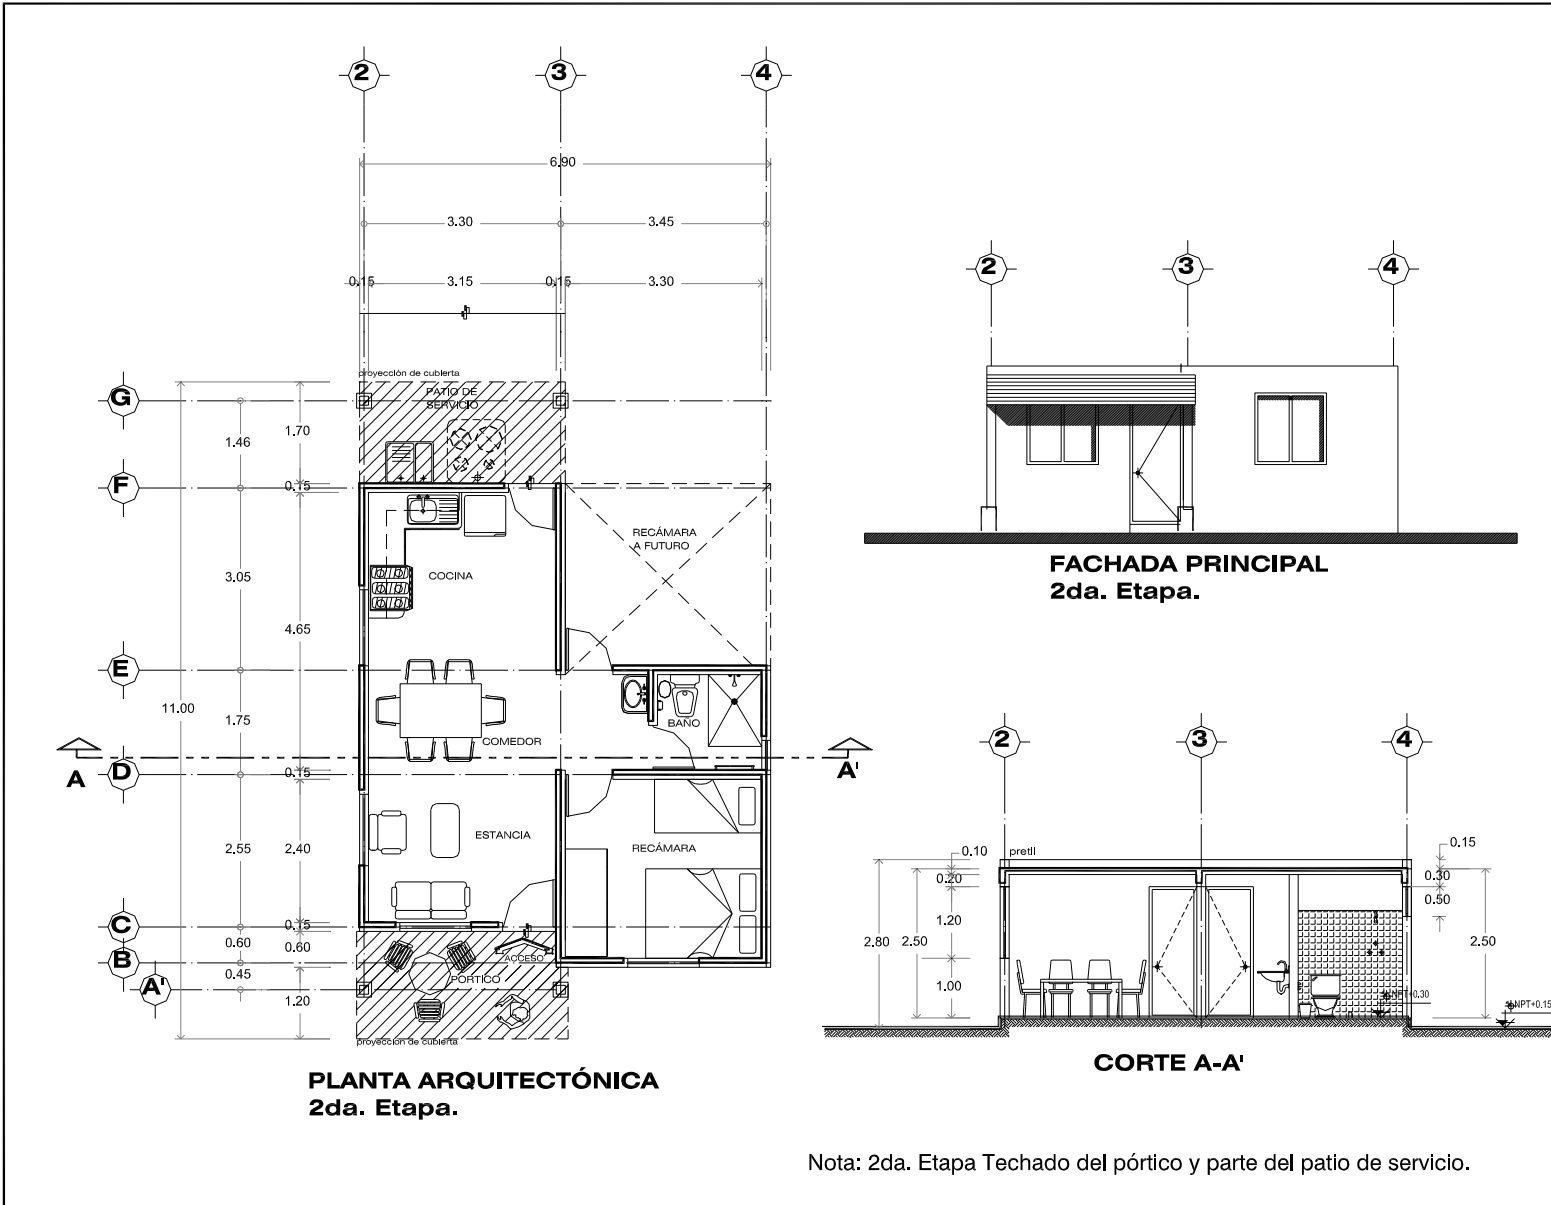 2
3
4
6.90
3.30
3.45
0.15
3.15
0.15
3.30
proyección de cubierta
PATIO DE
SERVICIO
G
F
E
D
C
B
A'
1.46
3.05
1.75
2.55
0.60
0.45
11.00
1.70
0.15
4.65
0.15
2.40
0.15
0.60
1.20
RECÁMARA
A FUTURO
COCINA
COMEDOR
BAÑO
A
A'
ESTANCIA
RECÁMARA
ACCESO
PÓRTICO
proyección de cubierta
PLANTA ARQUITECTÓNICA
2da. Etapa.
2
3
4
FACHADA PRINCIPAL
2da. Etapa.
2
3
4
0.10
pretil
0.15
0.20
0.30
0.50
1.20
2.80
2.50
2.50
1.00
NPT+0.30
NPT+0.15
CORTE A-A'
Nota: 2da. Etapa Techado del pórtico y parte del patio de servicio.